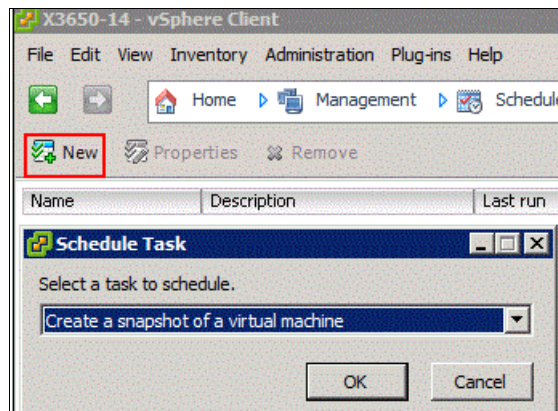 X3650-14 - vSphere Client
File Edit View Inventory Administration Plug-ins Help
Home Management Schedule
New Properties Remove
Name Description Last run
Schedule Task
Select a task to schedule.
Create a snapshot of a virtual machine
OK Cancel